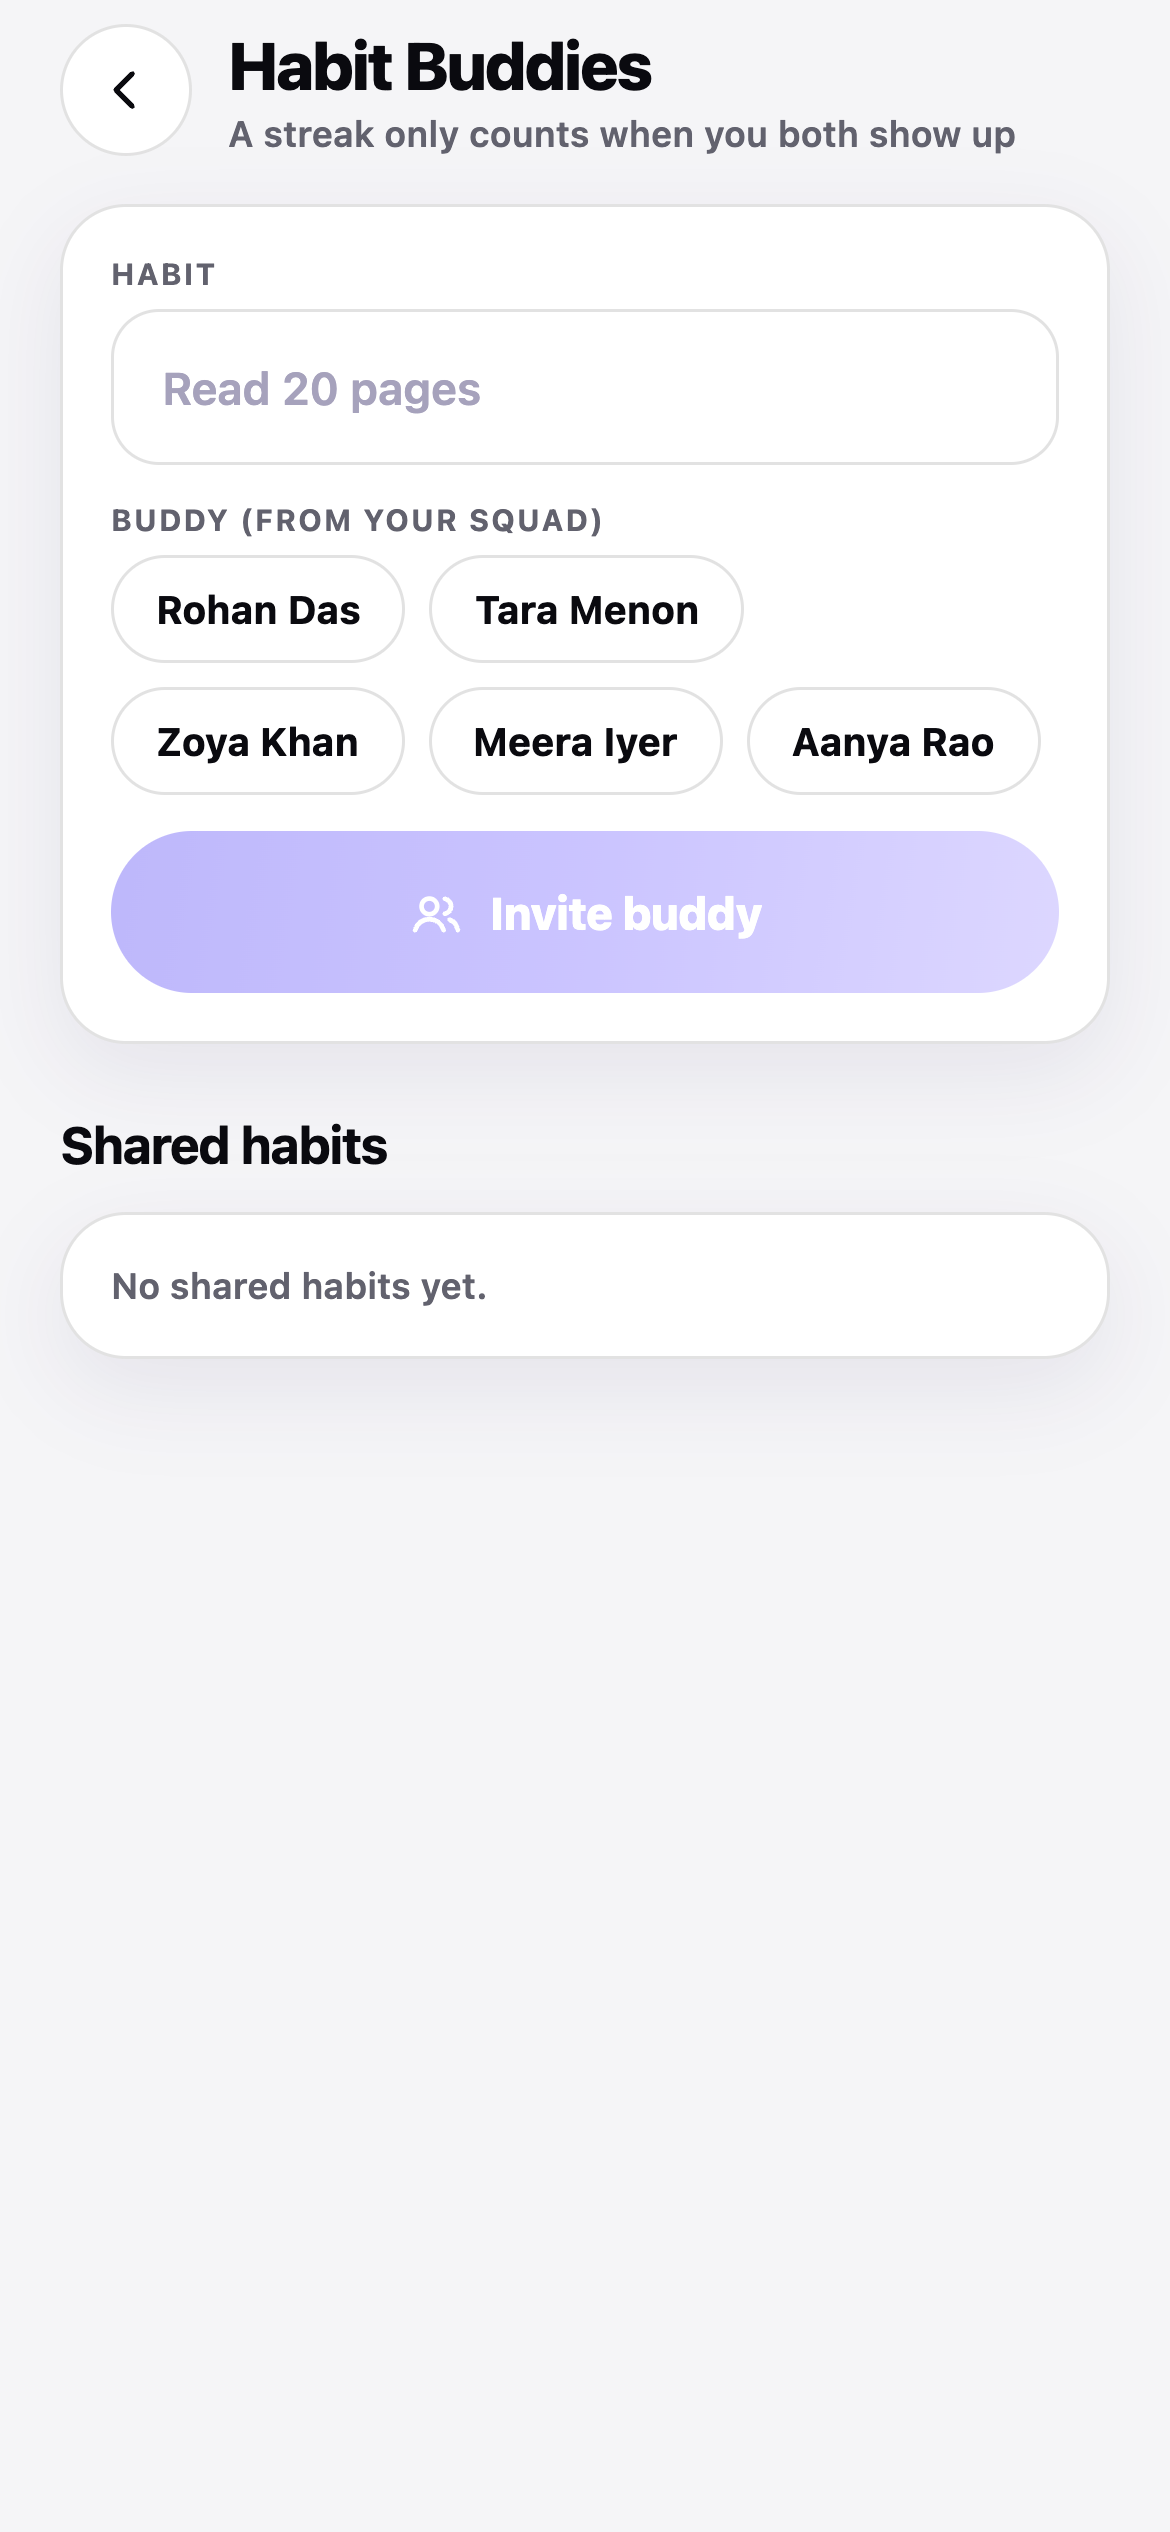 Habit Buddies
A streak only counts when you both show up
HABIT
Read 20 pages
BUDDY (FROM YOUR SQUAD)
Rohan Das
Tara Menon
Zoya Khan
Meera Iyer
Aanya Rao
Invite buddy
Shared habits
No shared habits yet.